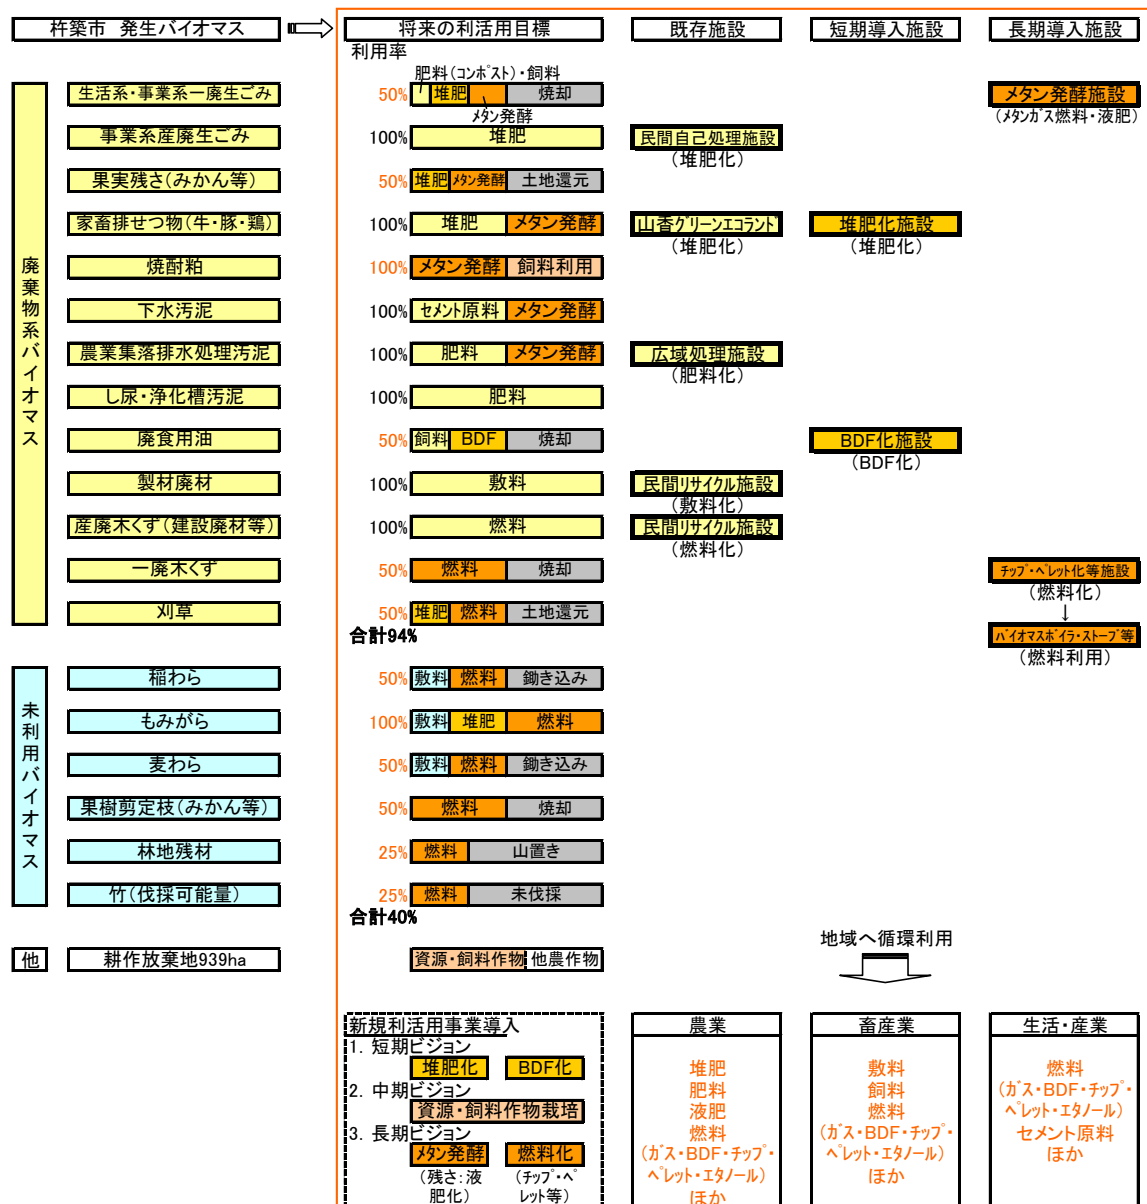 杵築市 発生バイオマス
将来の利活用目標
既存施設
短期導入施設
長期導入施設
利用率
廃棄物系バイオマス
肥料(コンポスト)・飼料
生活系・事業系一廃生ごみ
50%
堆肥
焼却
メタン発酵
メタン発酵施設
(メタンガス燃料・液肥)
事業系産廃生ごみ
100%
堆肥
民間自己処理施設
(堆肥化)
果実残さ(みかん等)
50%
堆肥
メタン発酵
土地還元
家畜排せつ物(牛・豚・鶏)
100%
堆肥
メタン発酵
山香グリーンエコランド
(堆肥化)
堆肥化施設
(堆肥化)
焼酎粕
100%
メタン発酵
飼料利用
下水汚泥
100%
セメント原料
メタン発酵
農業集落排水処理汚泥
100%
肥料
メタン発酵
広域処理施設
(肥料化)
し尿・浄化槽汚泥
100%
肥料
廃食用油
50%
飼料
BDF
焼却
BDF化施設
(BDF化)
製材廃材
100%
敷料
民間リサイクル施設
(敷料化)
産廃木くず(建設廃材等)
100%
燃料
民間リサイクル施設
(燃料化)
一廃木くず
50%
燃料
焼却
チップ・ペレット化等施設
(燃料化)
↓
刈草
50%
堆肥
燃料
土地還元
バイオマスボイラ・ストーブ等
(燃料利用)
合計94%
未利用バイオマス
稲わら
50%
敷料
燃料
鋤き込み
もみがら
100%
敷料
堆肥
燃料
麦わら
50%
敷料
燃料
鋤き込み
果樹剪定枝(みかん等)
50%
燃料
焼却
林地残材
25%
燃料
山置き
竹(伐採可能量)
25%
燃料
未伐採
合計40%
他
耕作放棄地939ha
資源・飼料作物
他農作物
地域へ循環利用
新規利活用事業導入
1. 短期ビジョン
堆肥化
BDF化
2. 中期ビジョン
資源・飼料作物栽培
3. 長期ビジョン
メタン発酵
燃料化
(残さ:液
肥化)
(チップ・ペ
レット等)
農業
堆肥
肥料
液肥
燃料
(ガス・BDF・チップ・
ペレット・エタノール)
ほか
畜産業
敷料
飼料
燃料
(ガス・BDF・チップ・
ペレット・エタノール)
ほか
生活・産業
燃料
(ガス・BDF・チップ・
ペレット・エタノール)
セメント原料
ほか